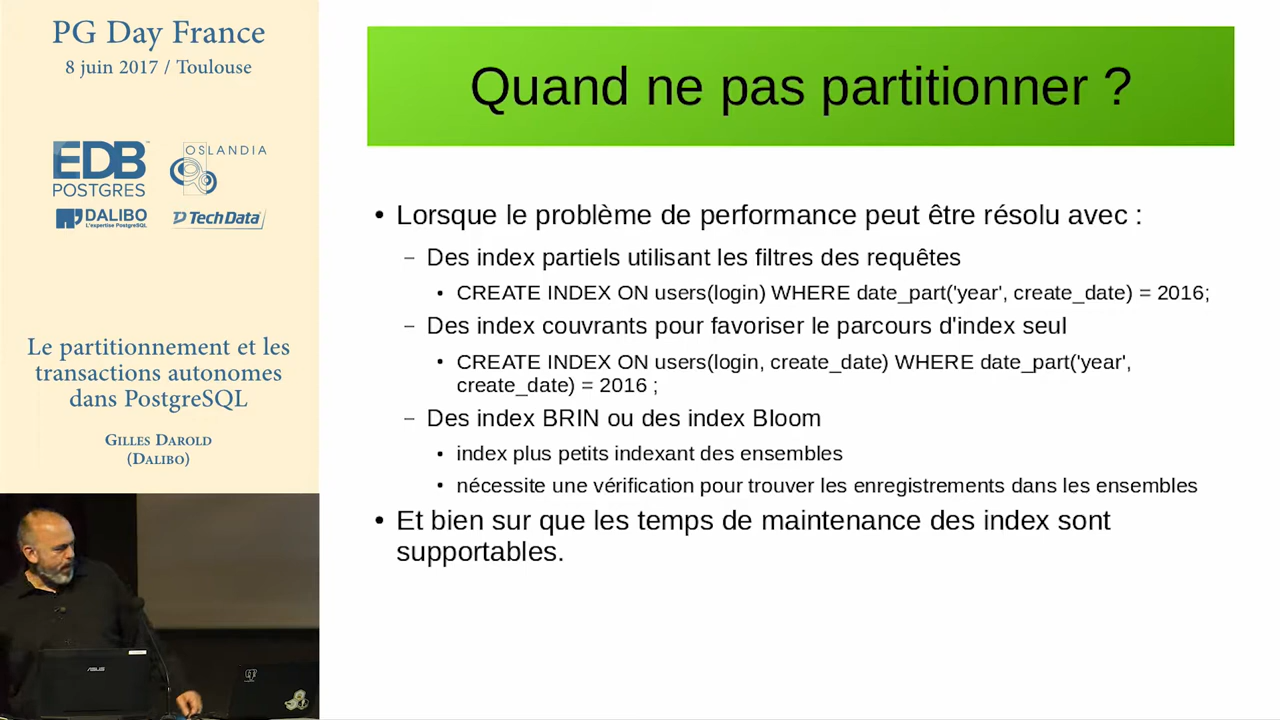 PG Day France
8 juin 2017 / Toulouse
EDB
POSTGRES
OSLANDIA
DALIBO
L'expertise PostgreSQL
TechData
Le partitionnement et les
transactions autonomes
dans PostgreSQL
Gilles Darold
(Dalibo)
ASUS
Quand ne pas partitionner ?
• Lorsque le problème de performance peut être résolu avec :
– Des index partiels utilisant les filtres des requêtes
• CREATE INDEX ON users(login) WHERE date_part('year', create_date) = 2016;
– Des index couvrants pour favoriser le parcours d'index seul
• CREATE INDEX ON users(login, create_date) WHERE date_part('year',
create_date) = 2016 ;
– Des index BRIN ou des index Bloom
• index plus petits indexant des ensembles
• nécessite une vérification pour trouver les enregistrements dans les ensembles
• Et bien sur que les temps de maintenance des index sont
supportables.